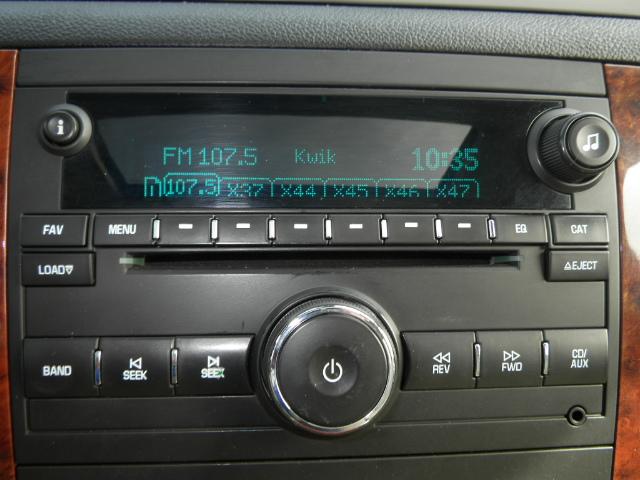 FM 107.5 Kwik 10:35
107.5 X37 X44 X45 X46 X47
FAV MENU EQ CAT
LOAD EJECT
BAND SEEK SEEK REV FWD CD/AUX